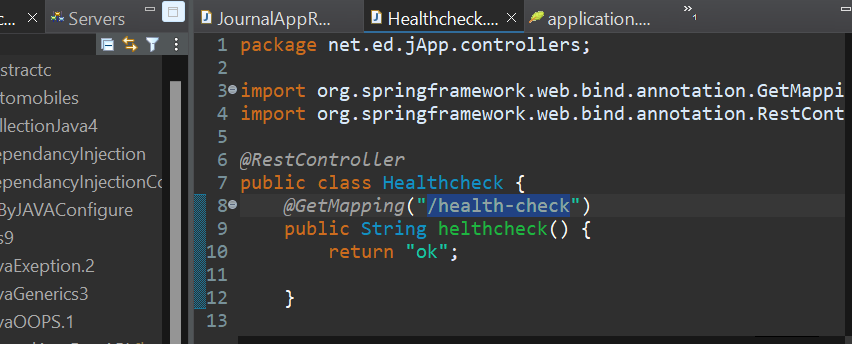 Servers
JournalAppR...
Healthcheck....
application....
1
stractc
tomobiles
llectionJava4
ependancyInjection
ependancyInjectionCo
ByJAVAConfigure
s9
vaExeption.2
vaGenerics3
vaOOPS.1
1 package net.ed.jApp.controllers;
2
3 import org.springframework.web.bind.annotation.GetMappi
4 import org.springframework.web.bind.annotation.RestCont
5
6 @RestController
7 public class Healthcheck {
8 @GetMapping("/health-check")
9 public String helthcheck() {
10 return "ok";
11
12 }
13